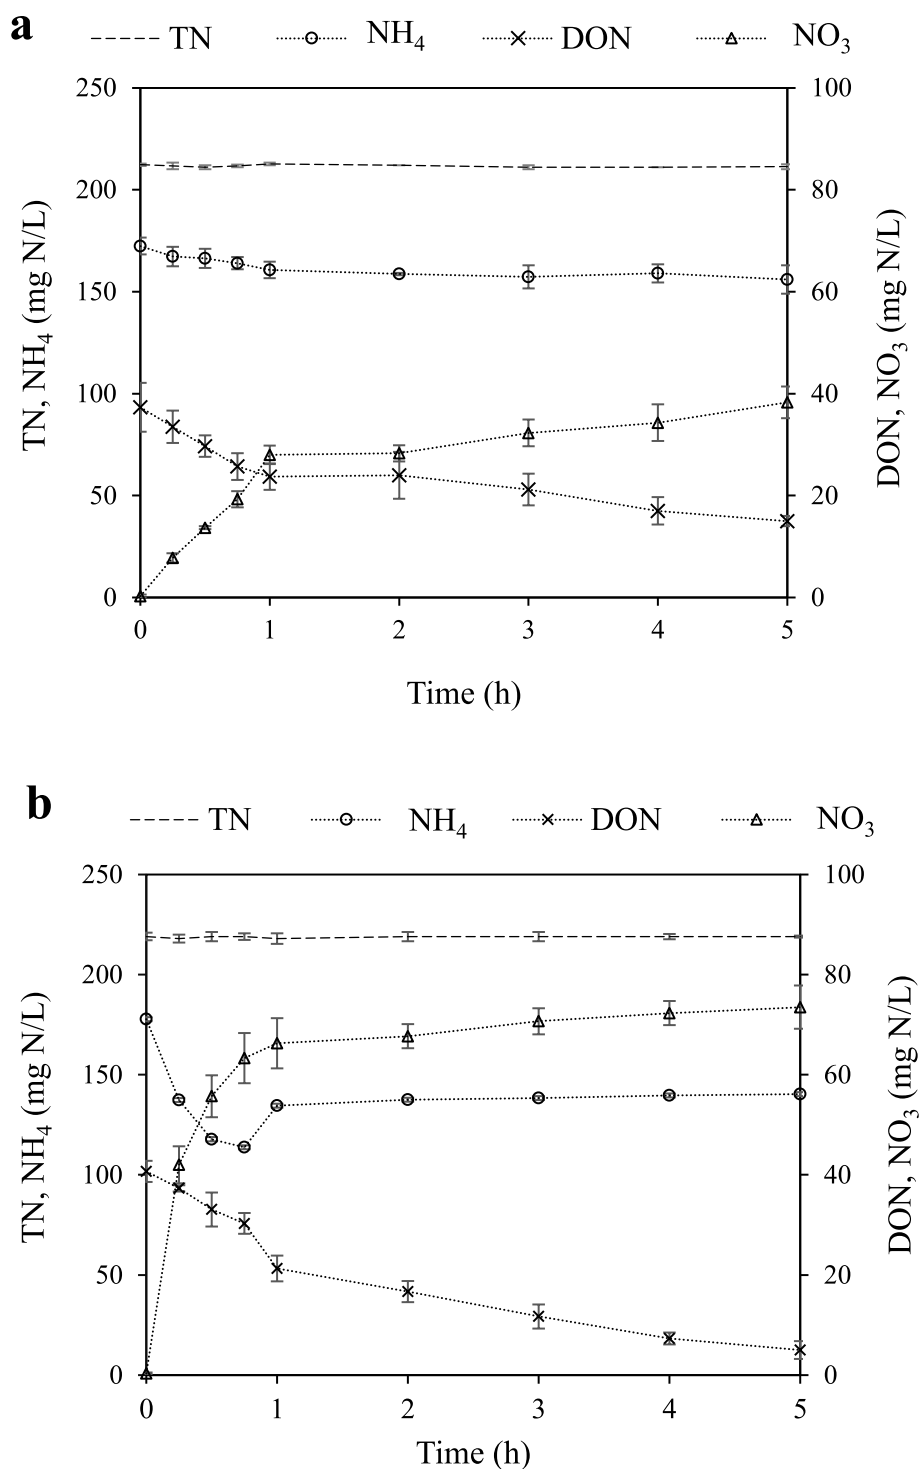 a
TN NH4 DON NO3
250 100
200 80
150 60
100 40
50 20
0 0
0 1 2 3 4 5
TN, NH4 (mg N/L)
DON, NO3 (mg N/L)
Time (h)
b
TN NH4 DON NO3
250 100
200 80
150 60
100 40
50 20
0 0
0 1 2 3 4 5
TN, NH4 (mg N/L)
DON, NO3 (mg N/L)
Time (h)